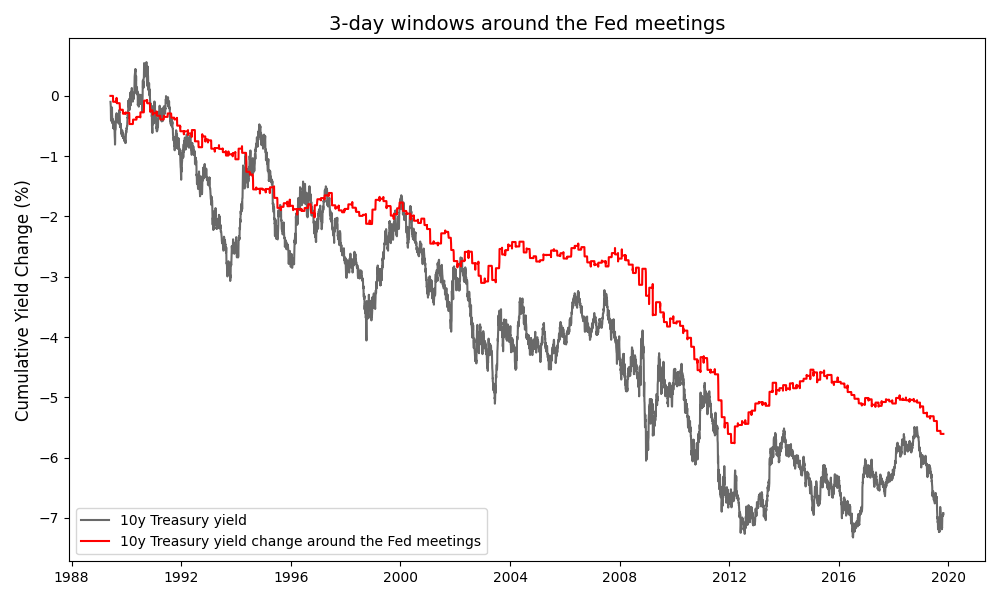 3-day windows around the Fed meetings
Cumulative Yield Change (%)
0
−1
−2
−3
−4
−5
−6
−7
10y Treasury yield
10y Treasury yield change around the Fed meetings
1988 1992 1996 2000 2004 2008 2012 2016 2020